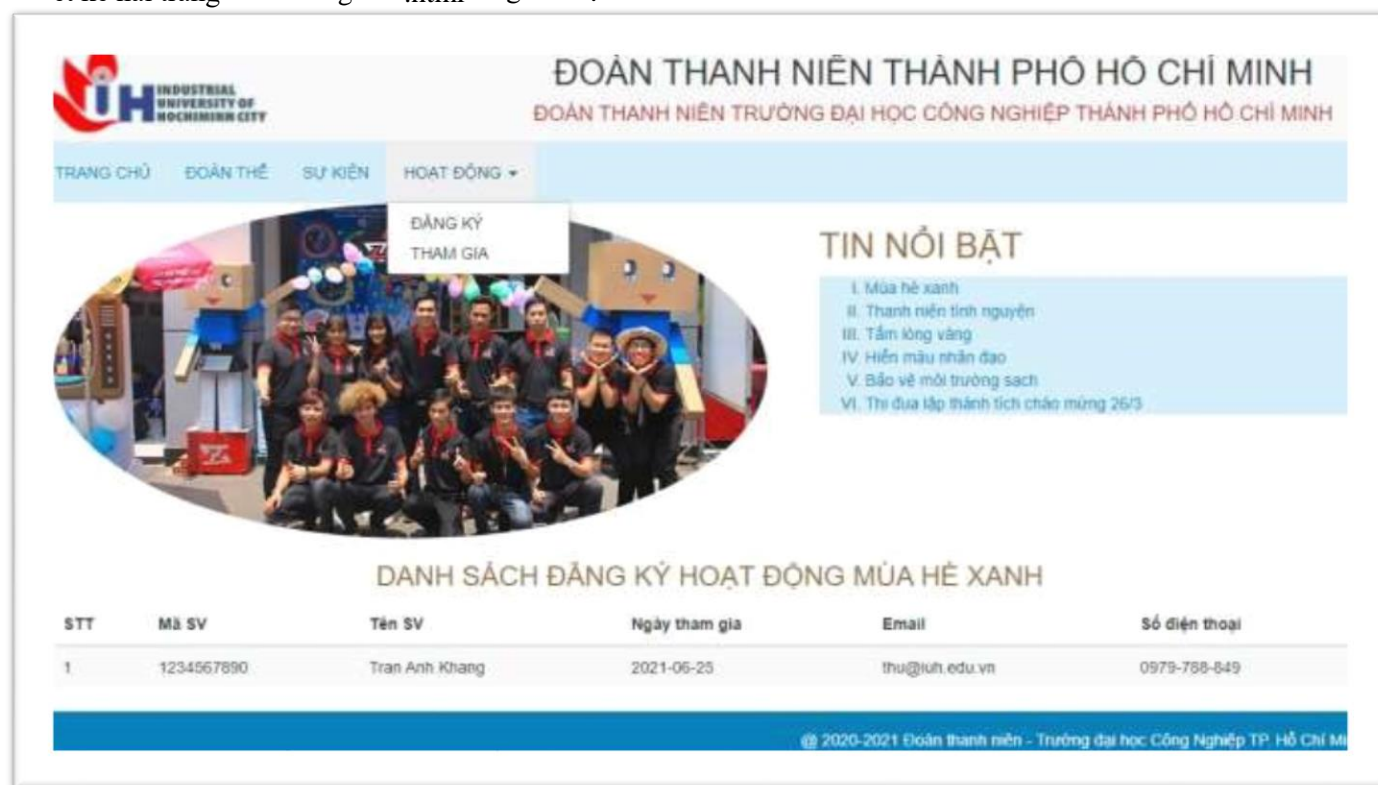 .html
INDUSTRIAL
UNIVERSITY OF
HOCHIMINH CITY
ĐOÀN THANH NIÊN THÀNH PHỐ HỒ CHÍ MINH
ĐOÀN THANH NIÊN TRƯỜNG ĐẠI HỌC CÔNG NGHIỆP THÀNH PHỐ HỒ CHÍ MINH
TRANG CHỦ ĐOÀN THỂ SỰ KIỆN HOẠT ĐỘNG
ĐĂNG KÝ
THAM GIA
TIN NỔI BẬT
I. Mùa hè xanh
II. Thanh niên tình nguyện
III. Tấm lòng vàng
IV. Hiến máu nhân đạo
V. Bảo vệ môi trường sạch
VI. Thi đua lập thành tích chào mừng 26/3
DANH SÁCH ĐĂNG KÝ HOẠT ĐỘNG MÙA HÈ XANH
STT Mã SV Tên SV Ngày tham gia Email Số điện thoại
1 1234567890 Tran Anh Khang 2021-06-25 thu@iuh.edu.vn 0979-788-849
@ 2020-2021 Đoàn thanh niên - Trường đại học Công Nghiệp TP. Hồ Chí Mi